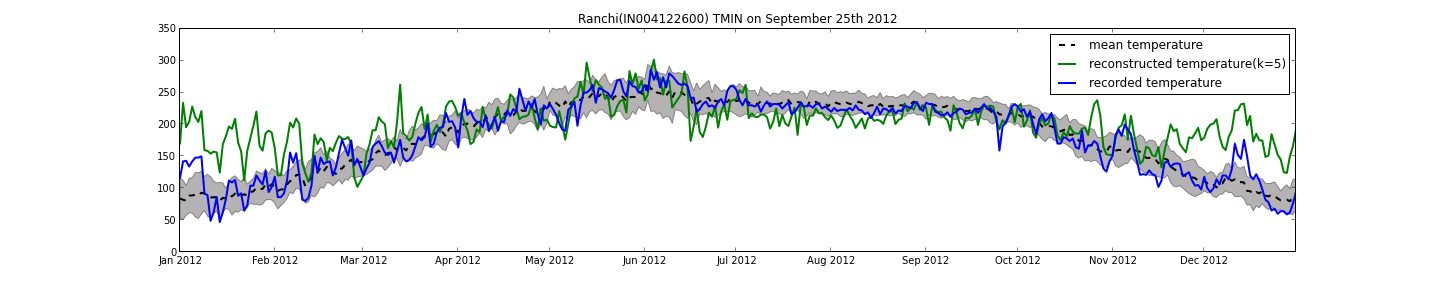 Ranchi(IN004122600) TMIN on September 25th 2012
350
300
250
200
150
100
50
0
mean temperature
reconstructed temperature(k=5)
recorded temperature
Jan 2012 Feb 2012 Mar 2012 Apr 2012 May 2012 Jun 2012 Jul 2012 Aug 2012 Sep 2012 Oct 2012 Nov 2012 Dec 2012